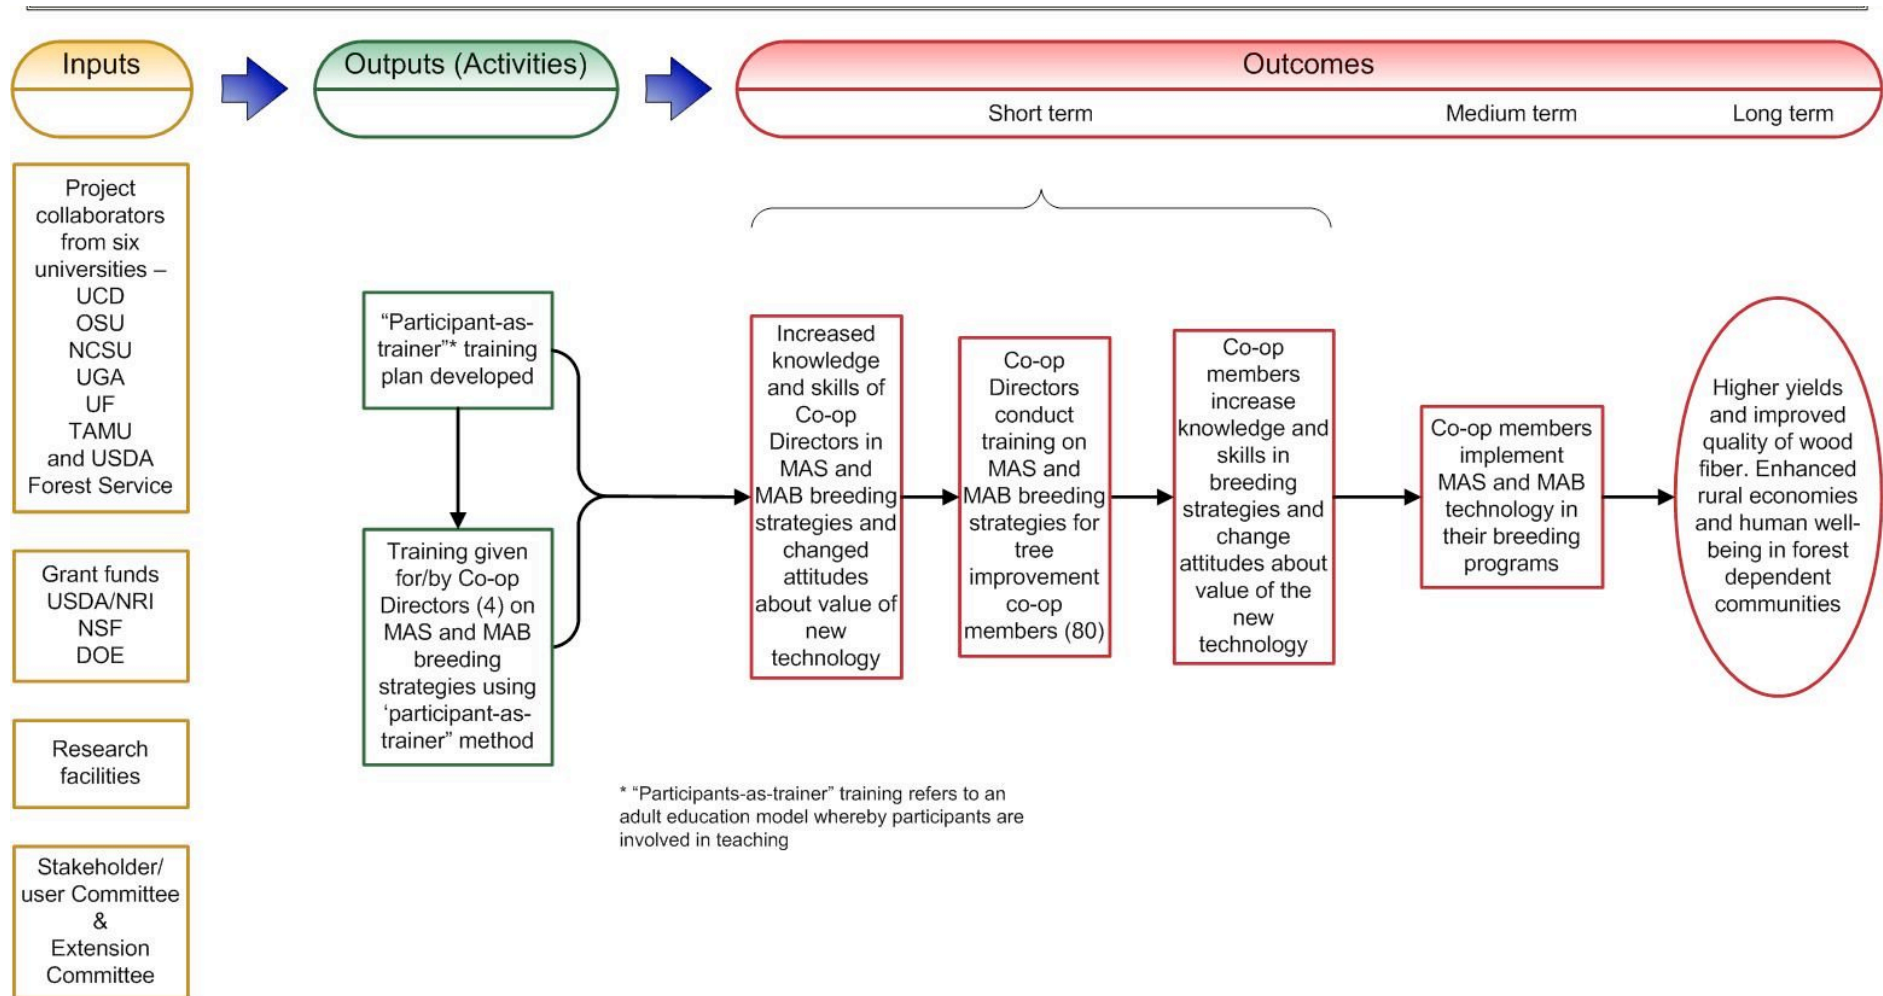 Inputs
Outputs (Activities)
Outcomes
Short term
Medium term
Long term
Project
collaborators
from six
universities –
UCD
OSU
NCSU
UGA
UF
TAMU
and USDA
Forest Service
Grant funds
USDA/NRI
NSF
DOE
Research
facilities
Stakeholder/
user Committee
&
Extension
Committee
“Participant-as-
trainer”* training
plan developed
Training given
for/by Co-op
Directors (4) on
MAS and MAB
breeding
strategies using
‘participant-as-
trainer” method
Increased
knowledge
and skills of
Co-op
Directors in
MAS and
MAB breeding
strategies and
changed
attitudes
about value of
new
technology
Co-op
Directors
conduct
training on
MAS and
MAB breeding
strategies for
tree
improvement
co-op
members (80)
Co-op
members
increase
knowledge and
skills in
breeding
strategies and
change
attitudes about
value of the
new
technology
Co-op members
implement
MAS and MAB
technology in
their breeding
programs
Higher yields
and improved
quality of wood
fiber. Enhanced
rural economies
and human well-
being in forest
dependent
communities
* “Participants-as-trainer” training refers to an
adult education model whereby participants are
involved in teaching